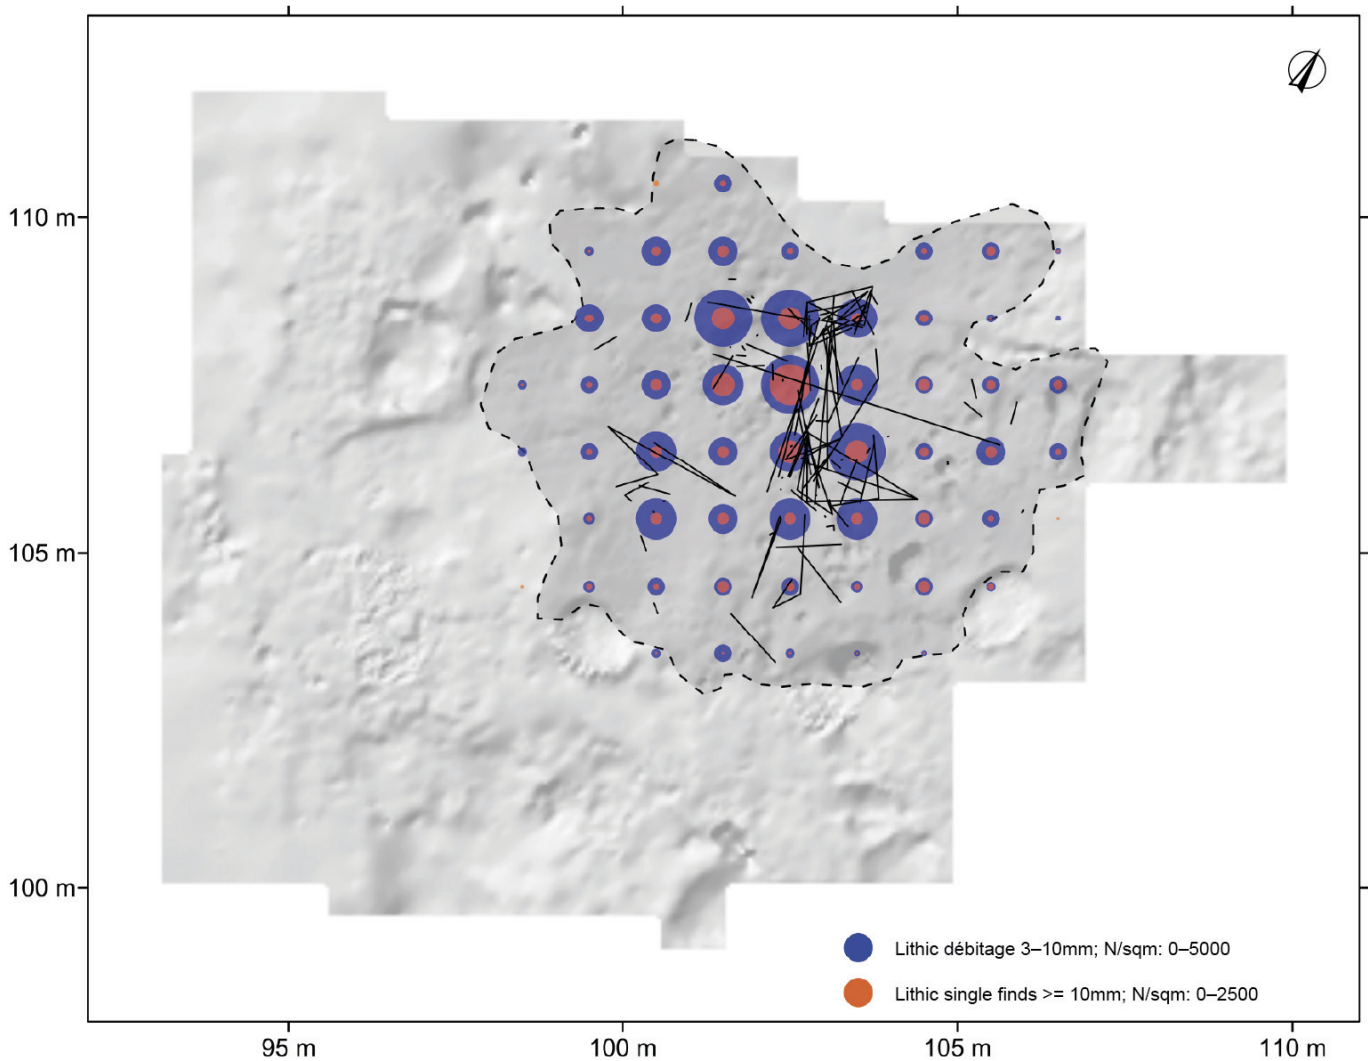 110 m
105 m
100 m
Lithic débitage 3–10mm; N/sqm: 0–5000
Lithic single finds >= 10mm; N/sqm: 0–2500
95 m 100 m 105 m 110 m